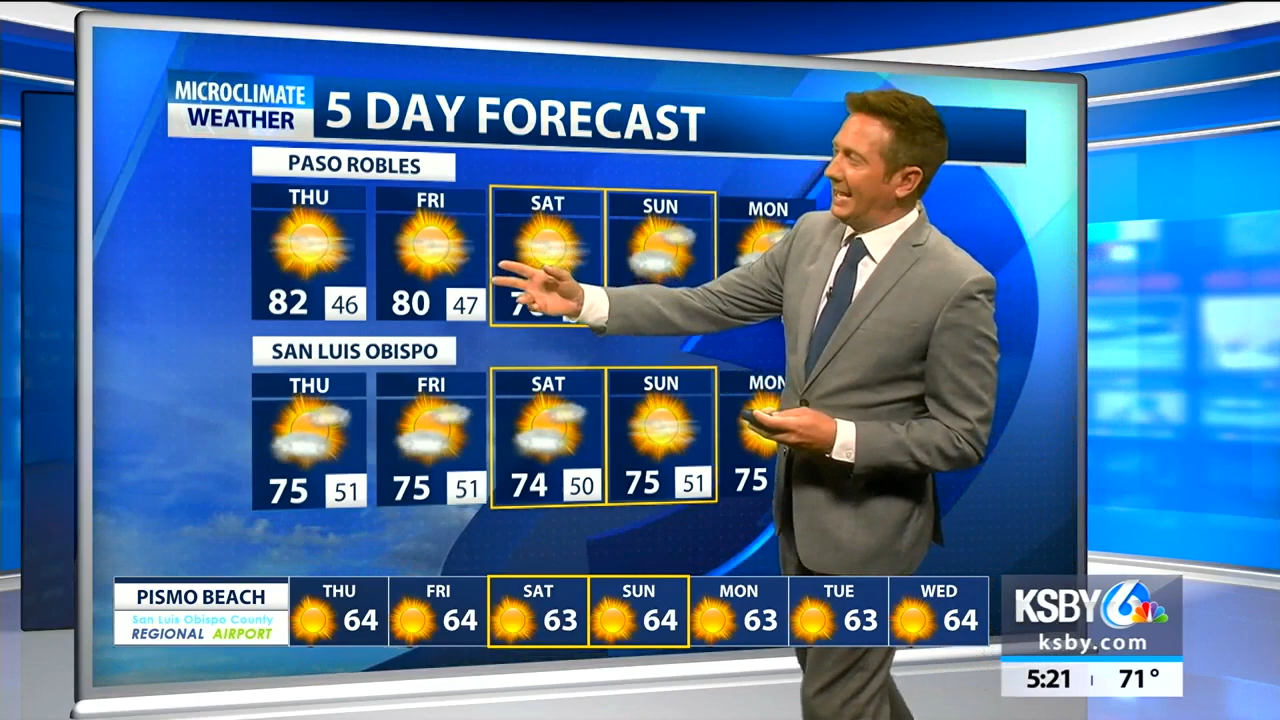 MICROCLIMATE
WEATHER
5 DAY FORECAST
PASO ROBLES
THU FRI SAT SUN MON
82 46 80 47
SAN LUIS OBISPO
THU FRI SAT SUN MON
75 51 75 51 74 50 75 51 75
PISMO BEACH
San Luis Obispo County
REGIONAL AIRPORT
THU FRI SAT SUN MON TUE WED
64 64 63 64 63 63 64
KSBY 6
ksby.com
5:21 71°